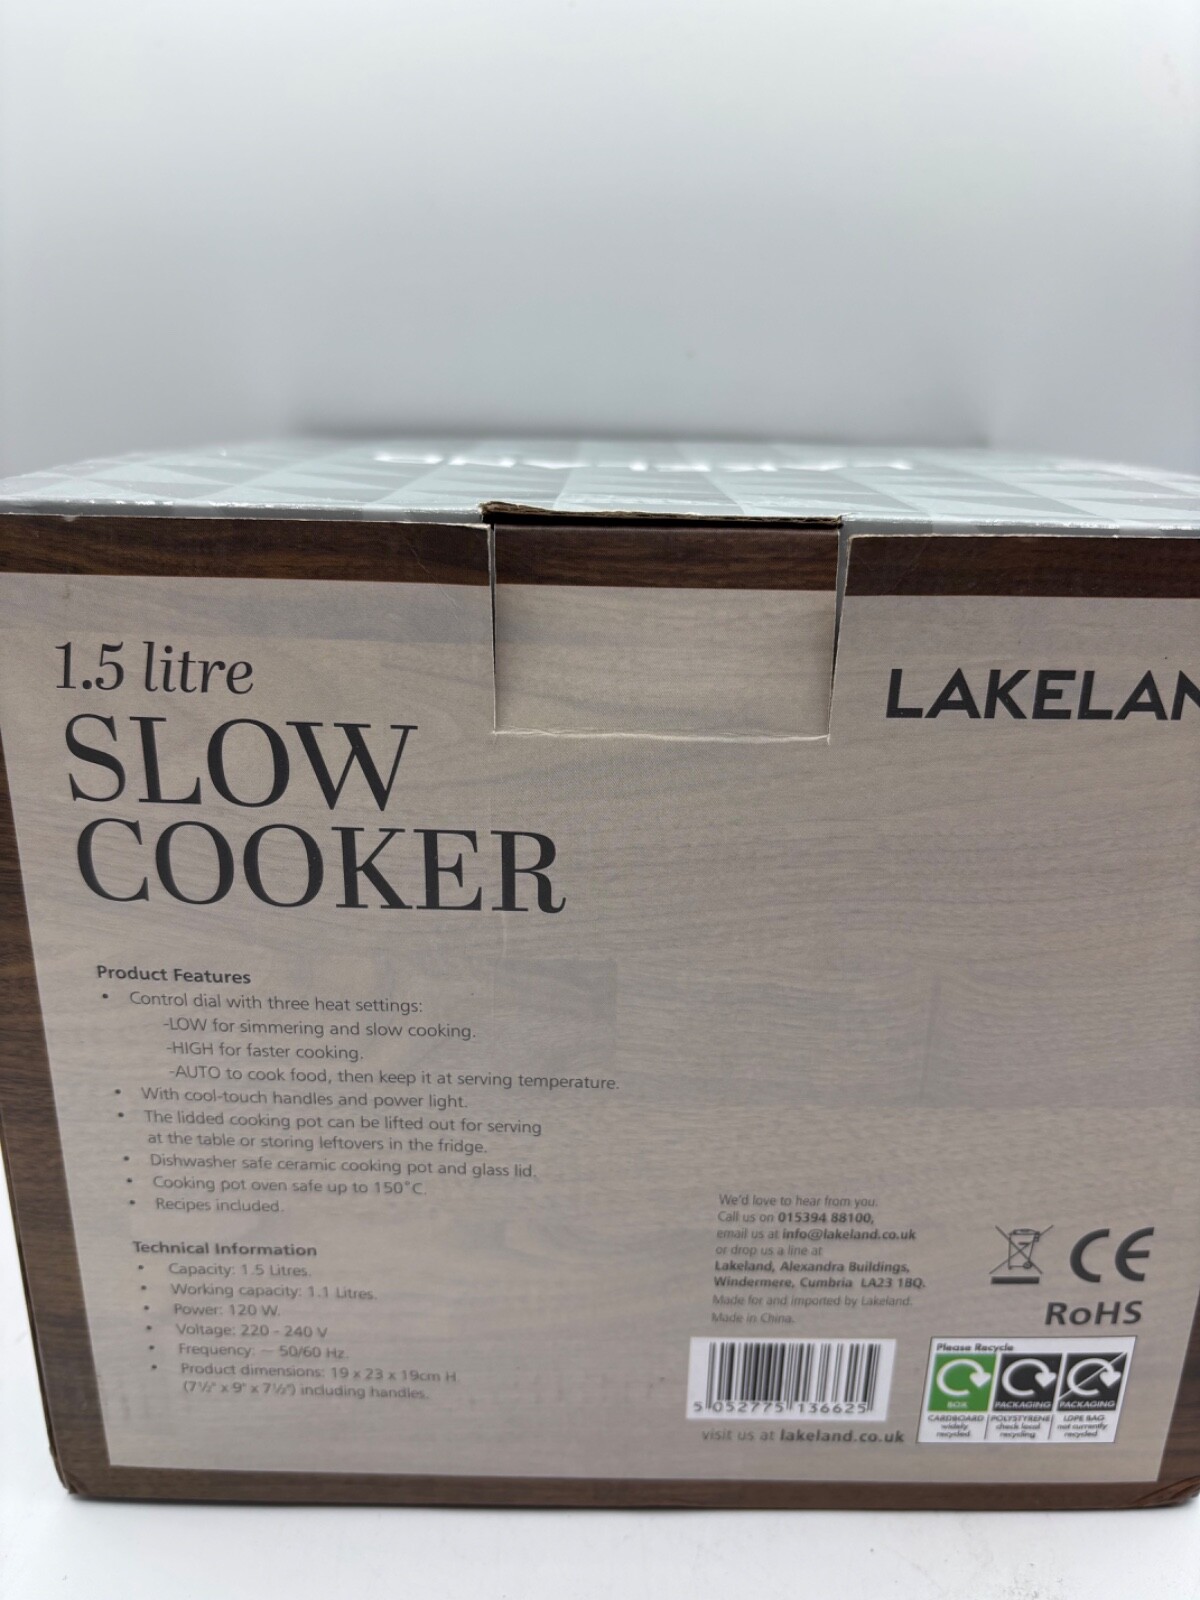 1.5 litre
SLOW
COOKER
LAKELAN
Product Features
• Control dial with three heat settings:
-LOW for simmering and slow cooking.
-HIGH for faster cooking.
-AUTO to cook food, then keep it at serving temperature.
• With cool-touch handles and power light.
• The lidded cooking pot can be lifted out for serving
at the table or storing leftovers in the fridge.
• Dishwasher safe ceramic cooking pot and glass lid.
• Cooking pot oven safe up to 150°C.
• Recipes included.
Technical Information
• Capacity: 1.5 Litres.
• Working capacity: 1.1 Litres.
• Power: 120 W.
• Voltage: 220 - 240 V
• Frequency: ~ 50/60 Hz.
• Product dimensions: 19 x 23 x 19cm H.
(7½" x 9" x 7½") including handles.
We'd love to hear from you.
Call us on 015394 88100,
email us at info@lakeland.co.uk
or drop us a line at
Lakeland, Alexandra Buildings,
Windermere, Cumbria LA23 1BQ.
Made for and imported by Lakeland.
Made in China.
5 052775 136625
visit us at lakeland.co.uk
CE
RoHS
Please Recycle
BOX
PACKAGING
PACKAGING
CARDBOARD
widely
recycled
POLYSTYRENE
check local
recycling
LDPE BAG
not currently
recycled